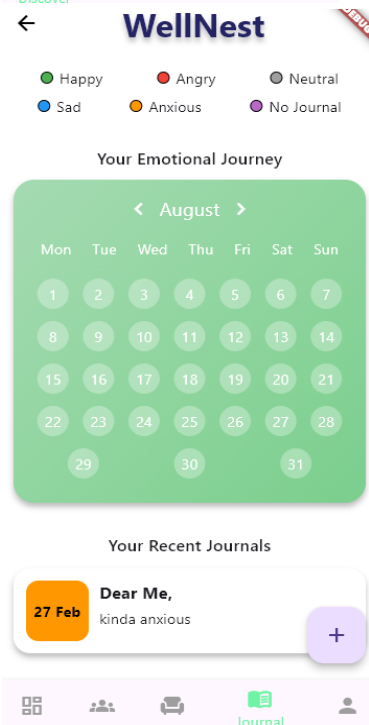 Discover
WellNest
DEBUG
Happy Angry Neutral
Sad Anxious No Journal
Your Emotional Journey
< August >
Mon Tue Wed Thu Fri Sat Sun
1 2 3 4 5 6 7
8 9 10 11 12 13 14
15 16 17 18 19 20 21
22 23 24 25 26 27 28
29 30 31
Your Recent Journals
Dear Me,
27 Feb
kinda anxious
+
Journal